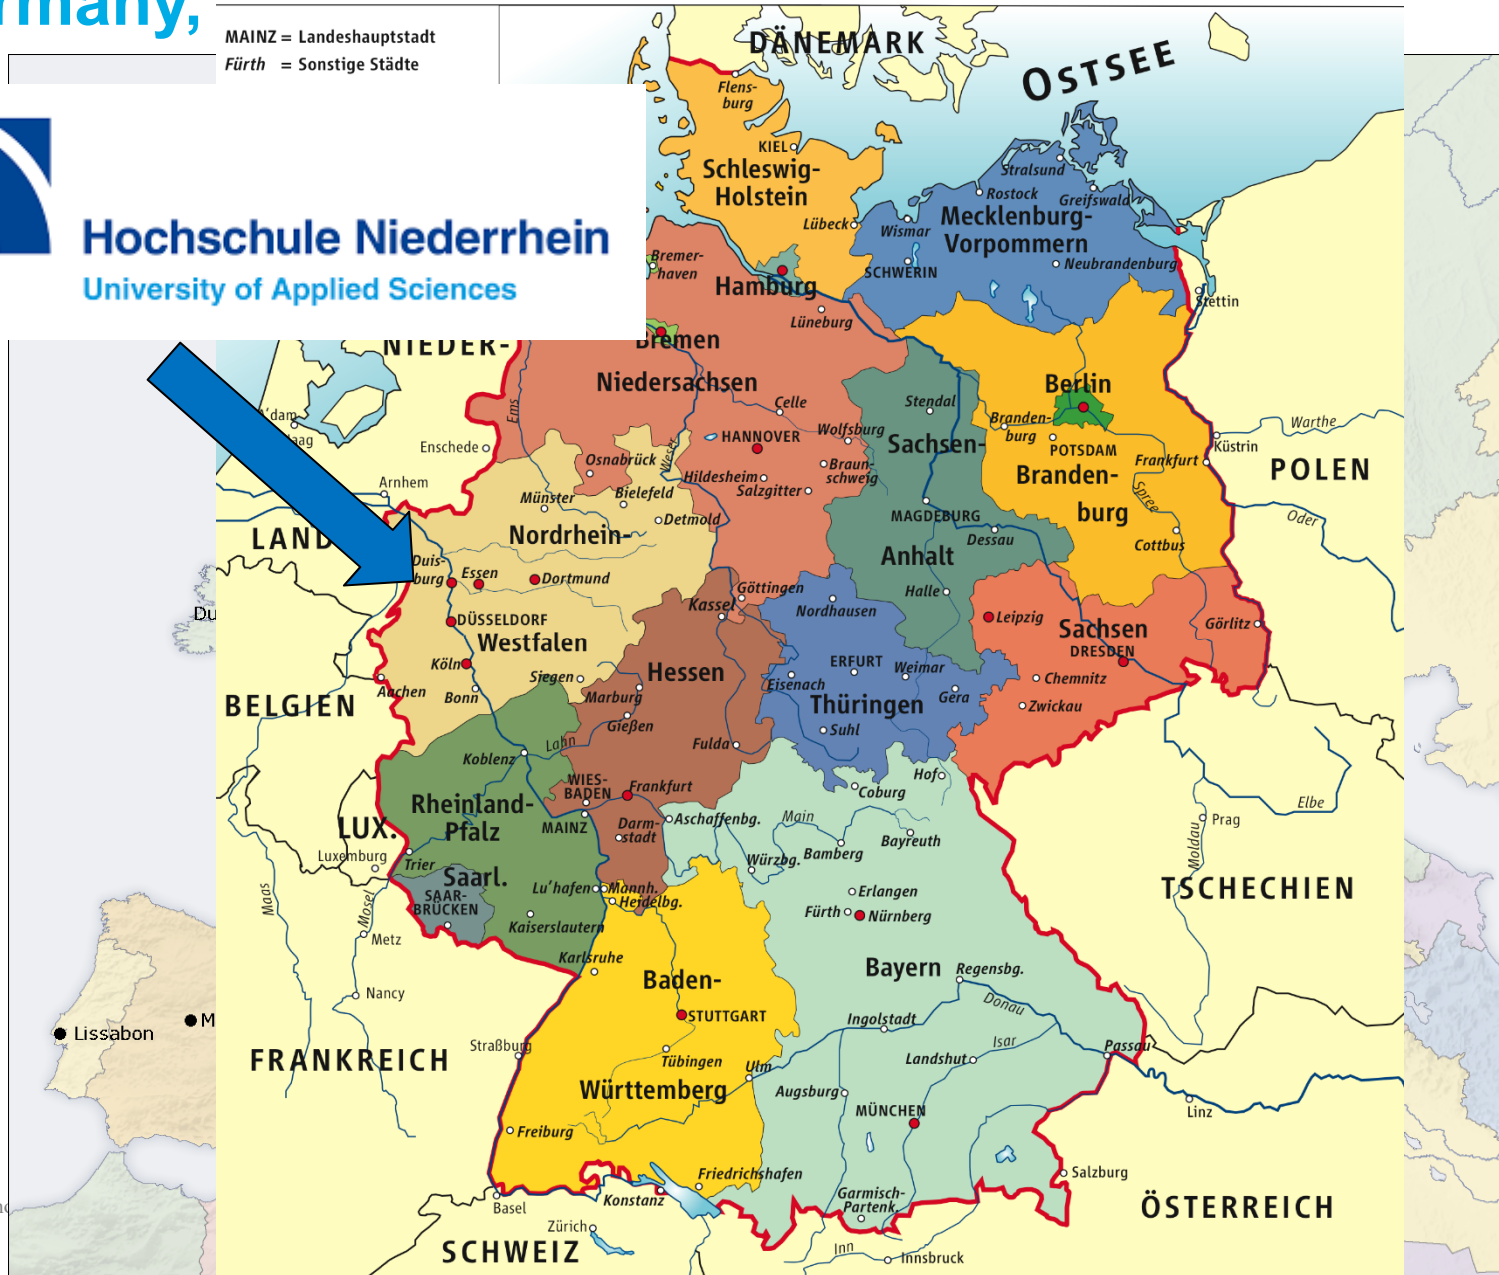 MAINZ = Landeshauptstadt
Fürth = Sonstige Städte
Hochschule Niederrhein
University of Applied Sciences
DÄNEMARK
OSTSEE
Flens-
burg
KIEL
Schleswig-
Holstein
Lübeck
Stralsund
Rostock
Greifswald
Mecklenburg-
Vorpommern
Wismar
SCHWERIN
Neubrandenburg
Stettin
Bremer-
haven
Hamburg
Lüneburg
Bremen
NIEDER-
LAND
Niedersachsen
Ems
Weser
Celle
HANNOVER
Wolfsburg
Braun-
schweig
Hildesheim
Salzgitter
Osnabrück
Stendal
Sachsen-
Anhalt
MAGDEBURG
Dessau
Halle
Berlin
Branden-
burg
POTSDAM
Branden-
burg
Frankfurt
Küstrin
Spree
Cottbus
Warthe
Oder
POLEN
Enschede
Arnhem
Münster
Bielefeld
Detmold
Nordrhein-
Westfalen
Duis-
burg
Essen
Dortmund
DÜSSELDORF
Köln
Bonn
Siegen
Aachen
BELGIEN
Göttingen
Kassel
Hessen
Marburg
Gießen
Fulda
Lahn
WIES-
BADEN
Frankfurt
Darm-
stadt
Nordhausen
ERFURT
Weimar
Eisenach
Gera
Thüringen
Suhl
Leipzig
Sachsen
DRESDEN
Görlitz
Chemnitz
Zwickau
Koblenz
Rheinland-
Pfalz
MAINZ
LUX.
Luxemburg
Trier
Saarl.
SAAR-
BRÜCKEN
Lu'hafen
Mannh.
Heidelbg.
Kaiserslautern
Karlsruhe
Maas
Mosel
Metz
Nancy
Straßburg
FRANKREICH
Hof
Coburg
Aschaffenbg.
Main
Würzbg.
Bamberg
Bayreuth
Erlangen
Fürth
Nürnberg
Bayern
Regensbg.
Donau
Ingolstadt
Isar
Landshut
Passau
Augsburg
MÜNCHEN
Garmisch-
Partenk.
Elbe
Prag
Moldau
TSCHECHIEN
Linz
Salzburg
ÖSTERREICH
Baden-
STUTTGART
Tübingen
Ulm
Württemberg
Freiburg
Friedrichshafen
Konstanz
Basel
Zürich
SCHWEIZ
Inn
Innsbruck
Lissabon